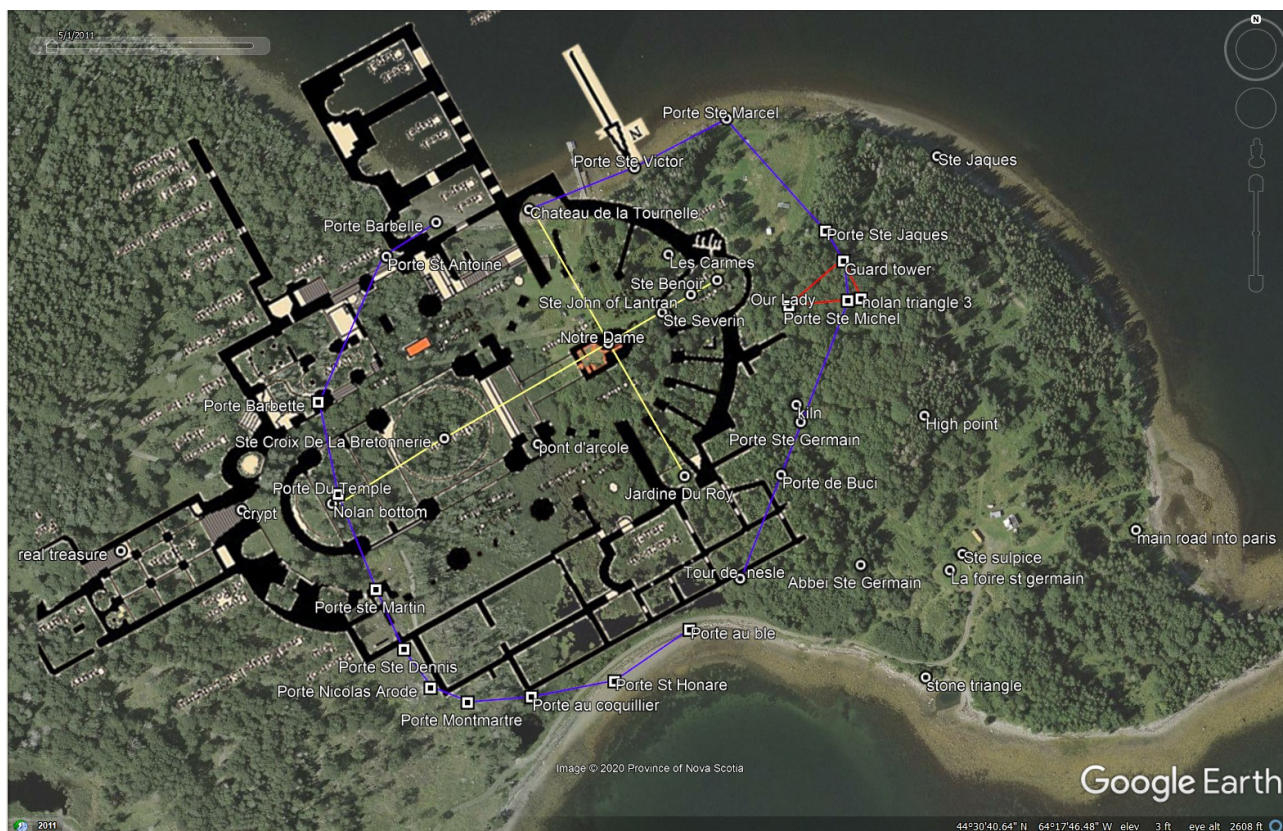 5/1/2011
N
N
Porte Ste Marcel
Porte Ste Victor
Ste Jaques
Chateau de la Tournelle
Porte Barbelle
Porte Ste Jaques
Porte St Antoine
Les Carmes
Guard tower
Ste Benoir
Ste John of Lantran
Our Lady
nolan triangle 3
Ste Severin
Porte Ste Michel
Notre Dame
Porte Barbette
kiln
High point
Ste Croix De La Bretonnerie
pont d'arcole
Porte Ste Germain
Porte Du Temple
Porte de Buci
Jardine Du Roy
Nolan bottom
crypt
real treasure
main road into paris
Ste sulpice
Tour de nesle
Abbei Ste Germain
La foire st germain
Porte ste Martin
Porte au ble
Porte Ste Dennis
Porte St Honare
stone triangle
Porte Nicolas Arode
Porte au coquillier
Porte Montmartre
Image © 2020 Province of Nova Scotia
Google Earth
2011
44°30'40.64" N 64°17'46.48" W elev 3 ft eye alt 2608 ft